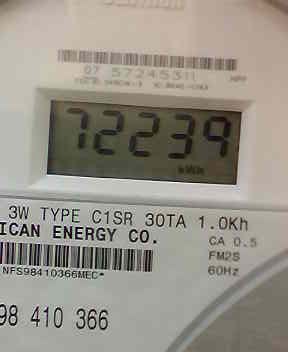 07 57245311
72239
kWh
3W TYPE C1SR 30TA 1.0Kh
ICAN ENERGY CO.
CA 0.5
FM2S
60Hz
NFS98410366MEC*
98 410 366